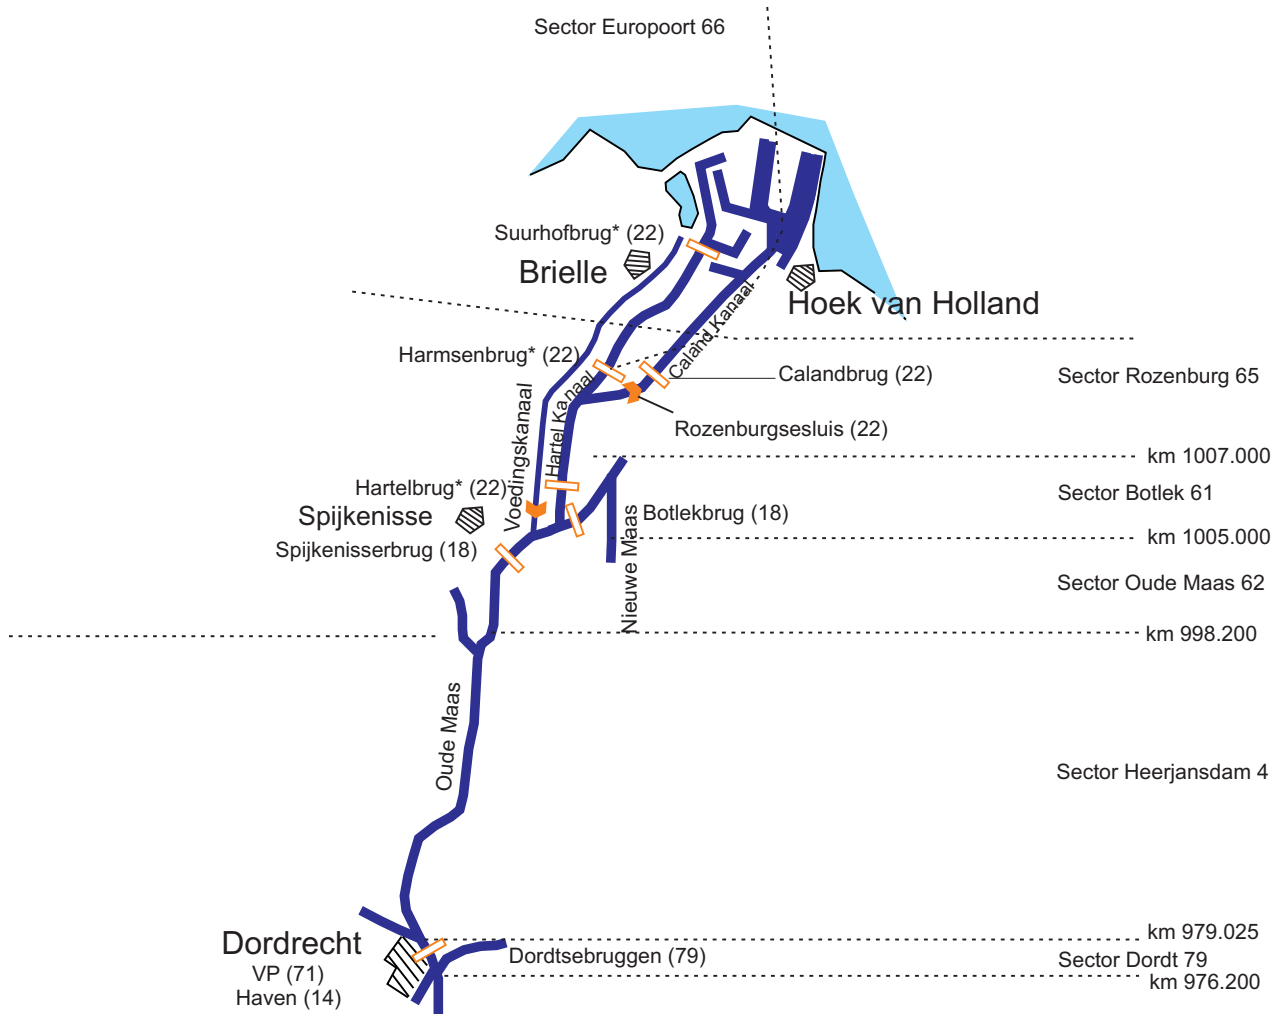 Sector Europoort 66
Suurhofbrug* (22)
Brielle
Hoek van Holland
Caland Kanaal
Harmsenbrug* (22)
Calandbrug (22)
Sector Rozenburg 65
Hartel Kanaal
Voedingskanaal
Rozenburgsesluis (22)
km 1007.000
Hartelbrug* (22)
Sector Botlek 61
Spijkenisse
Botlekbrug (18)
Spijkenisserbrug (18)
km 1005.000
Nieuwe Maas
Sector Oude Maas 62
km 998.200
Oude Maas
Sector Heerjansdam 4
km 979.025
Dordrecht
Dordtsebruggen (79)
Sector Dordt 79
VP (71)
km 976.200
Haven (14)